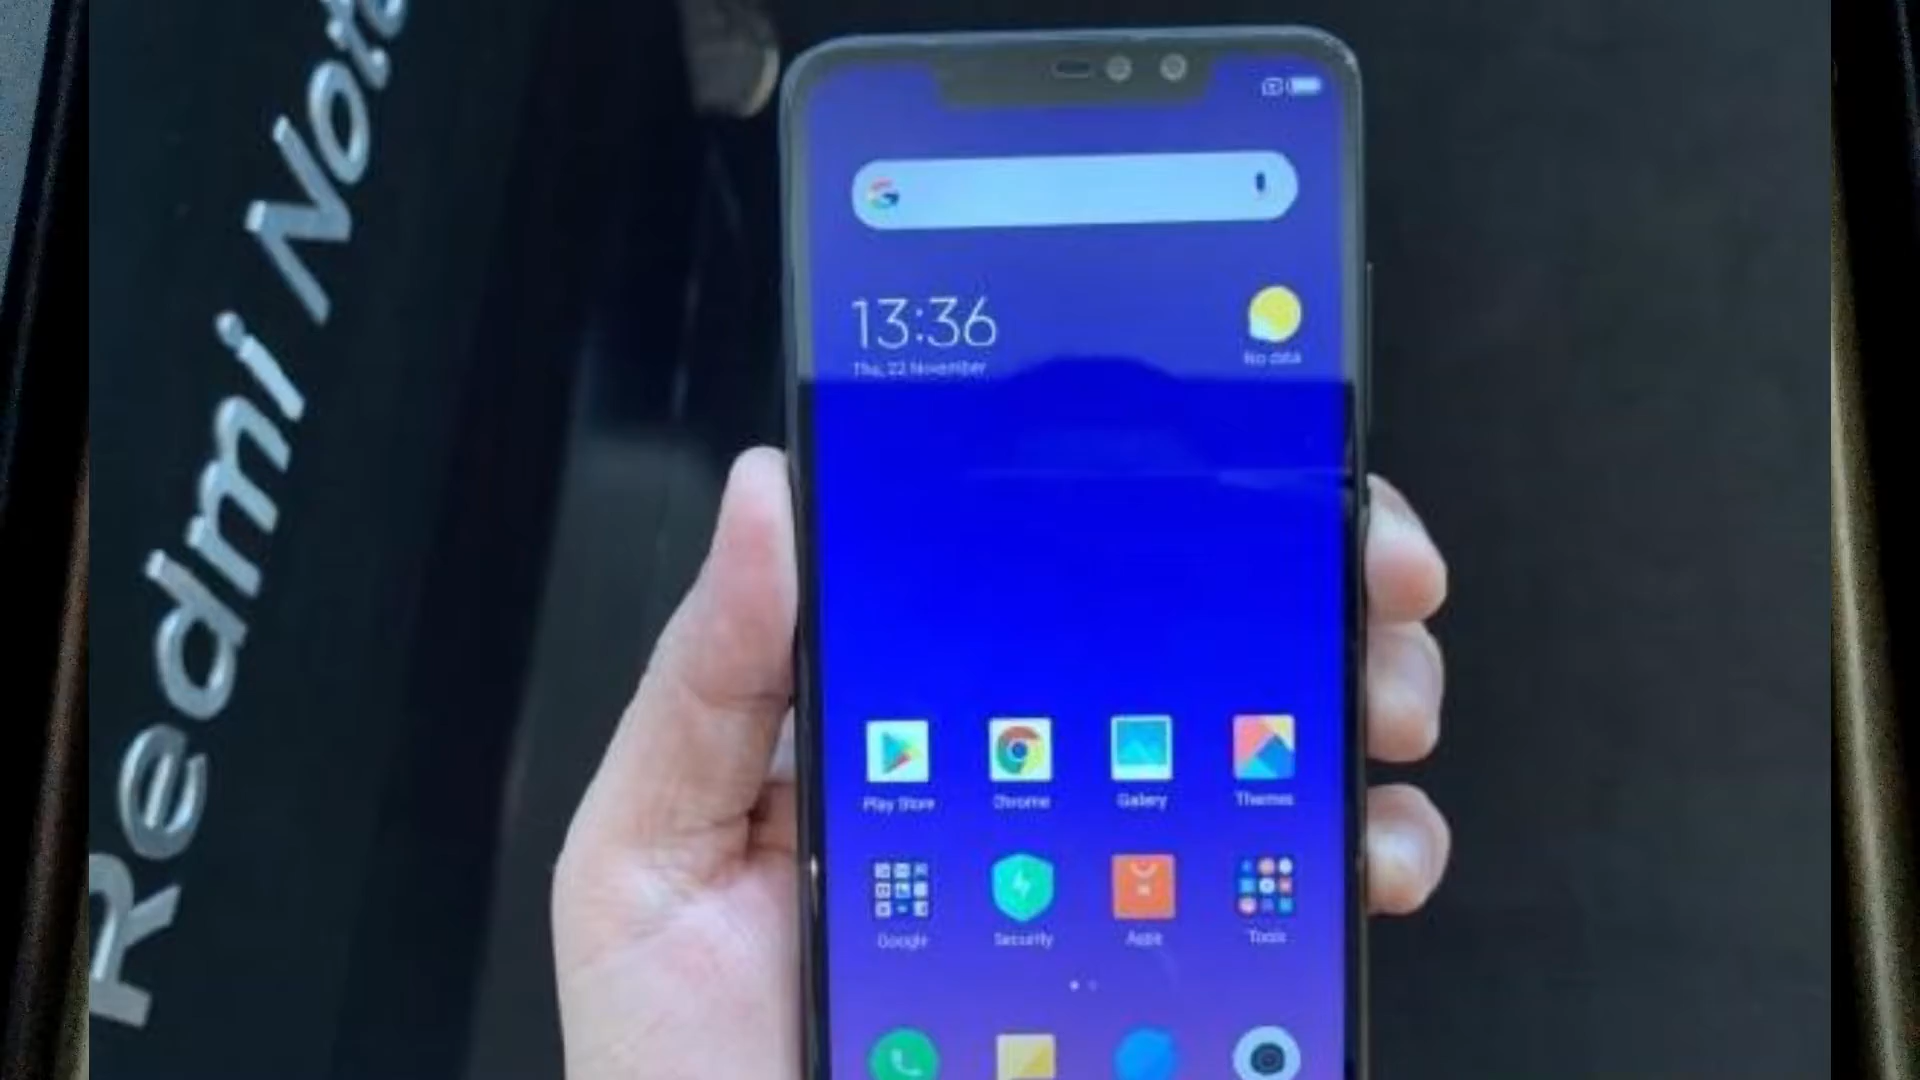 Redmi Note
13:36
Thu, 22 November
No data
Play Store
Chrome
Gallery
Themes
Google
Security
Apps
Tools